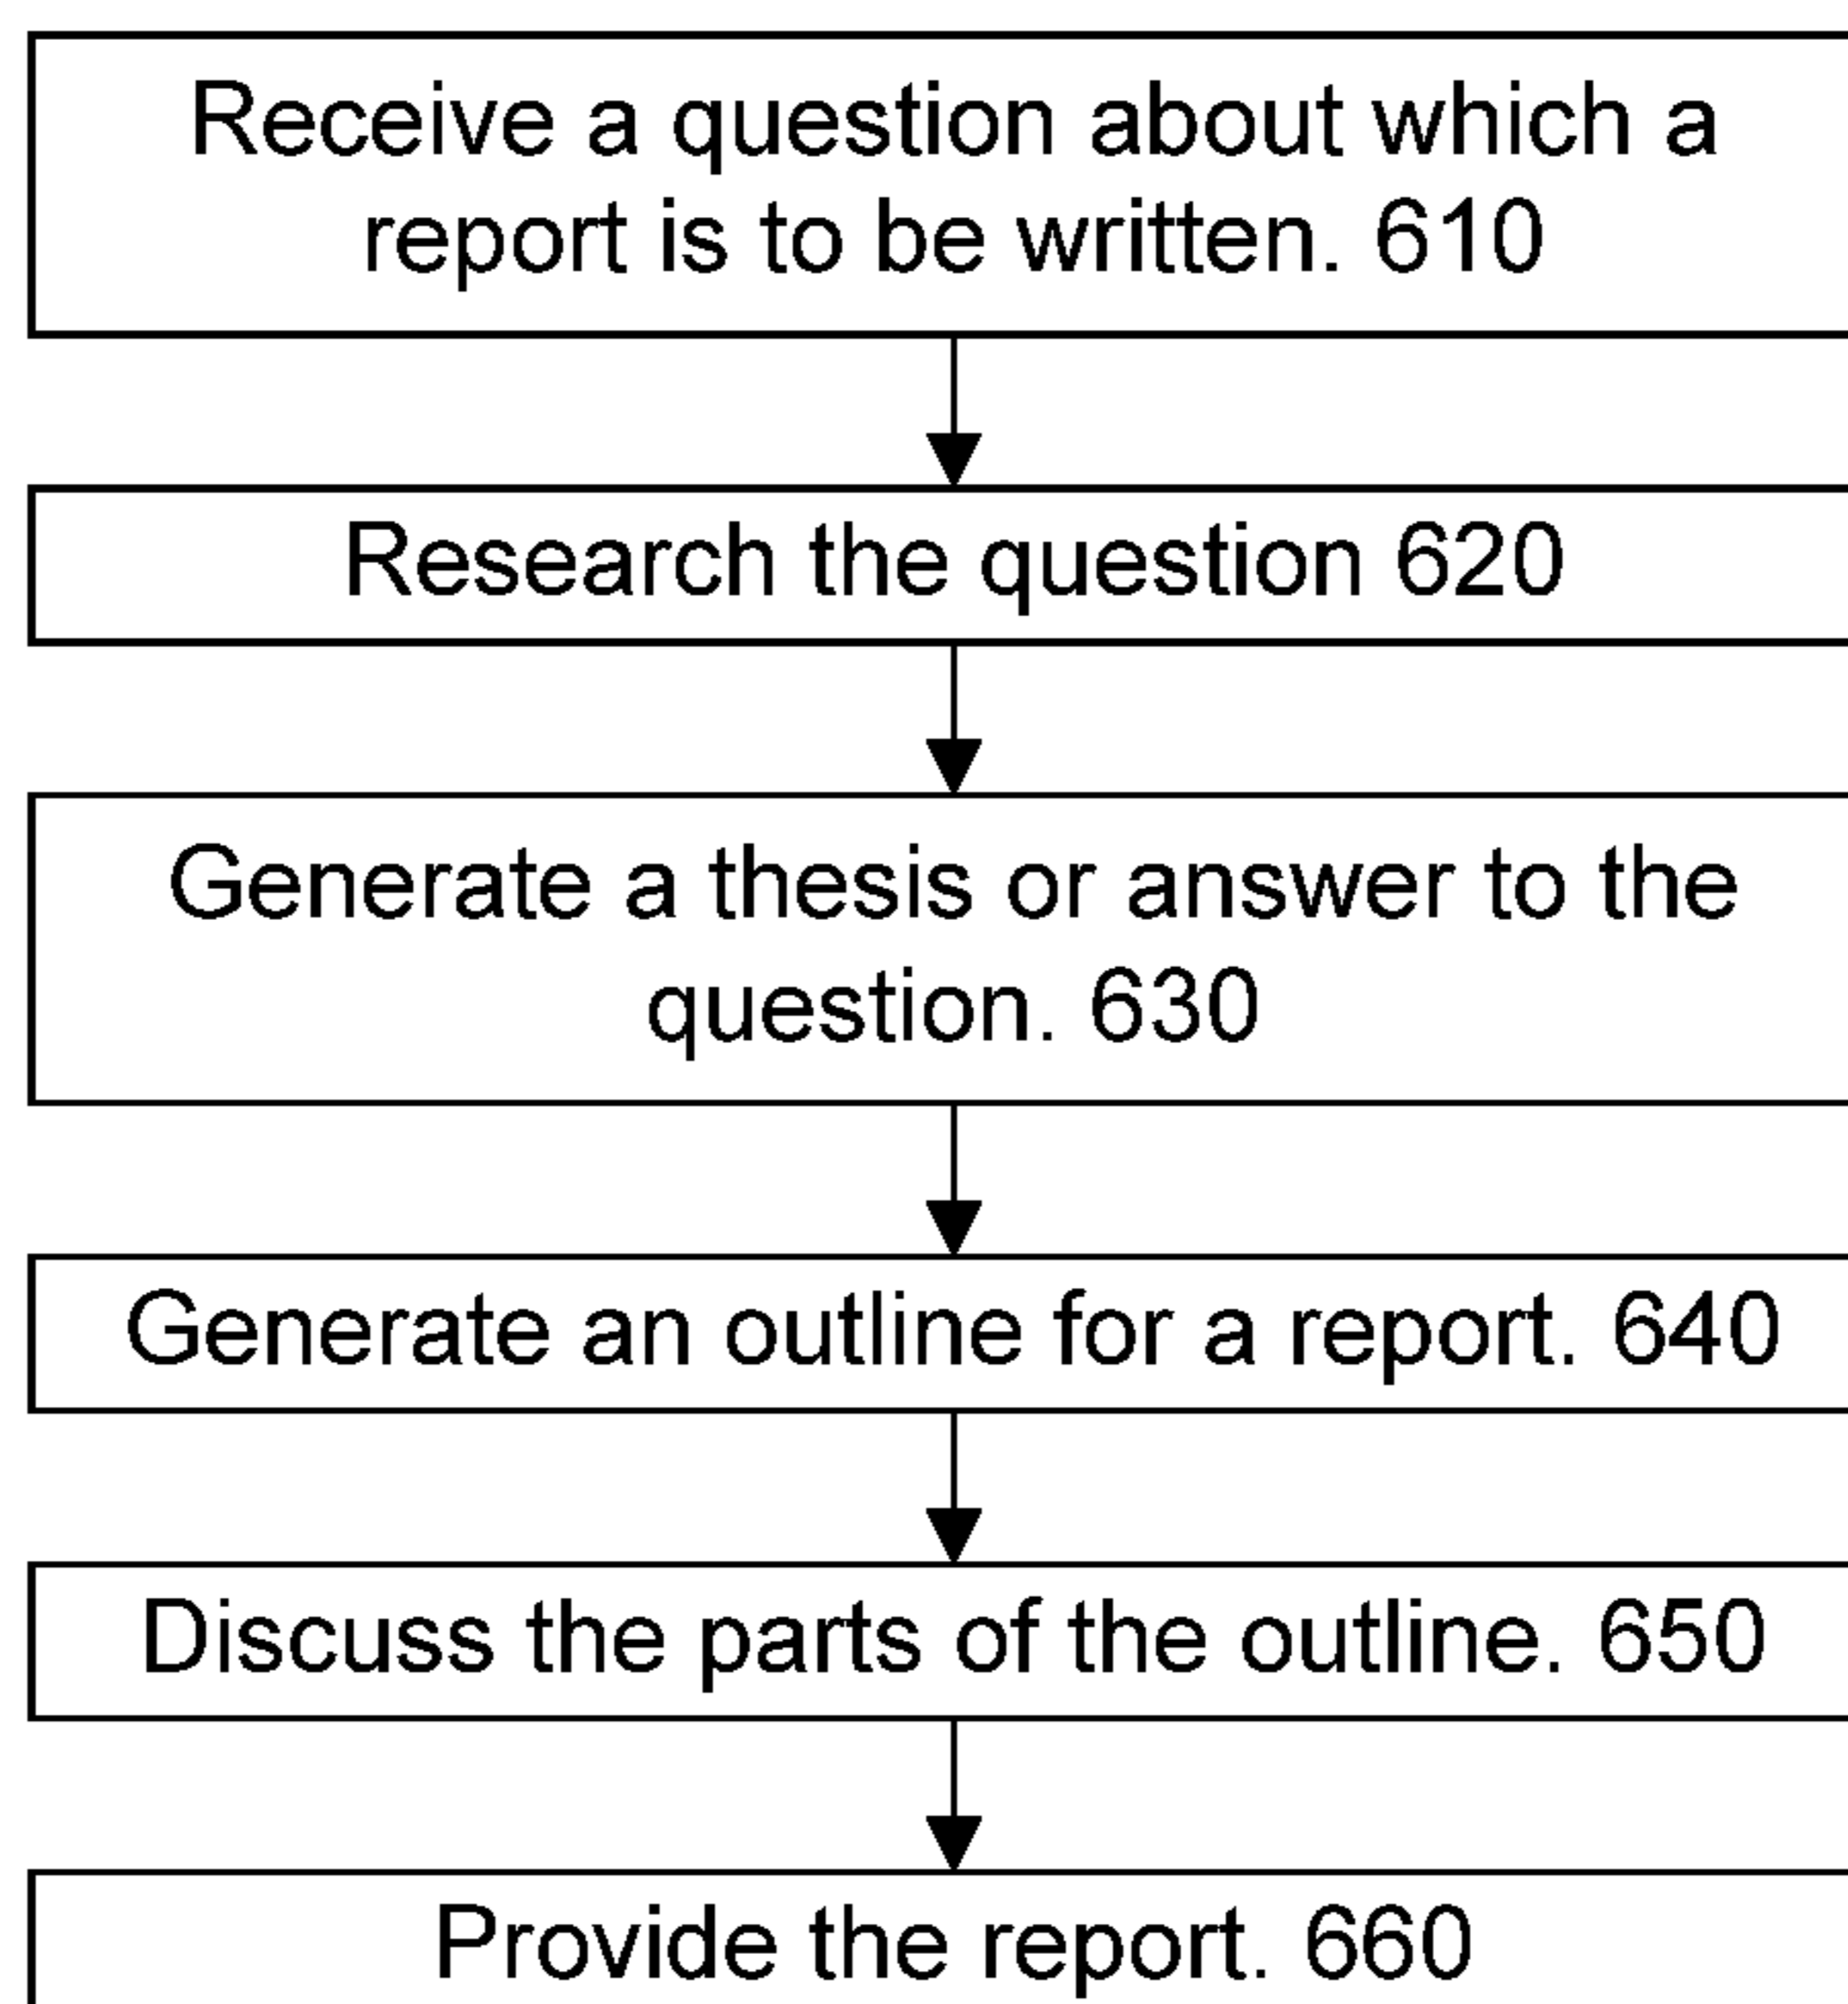 Receive a question about which a
report is to be written. 610
Research the question 620
Generate a thesis or answer to the
question. 630
Generate an outline for a report. 640
Discuss the parts of the outline. 650
Provide the report. 660